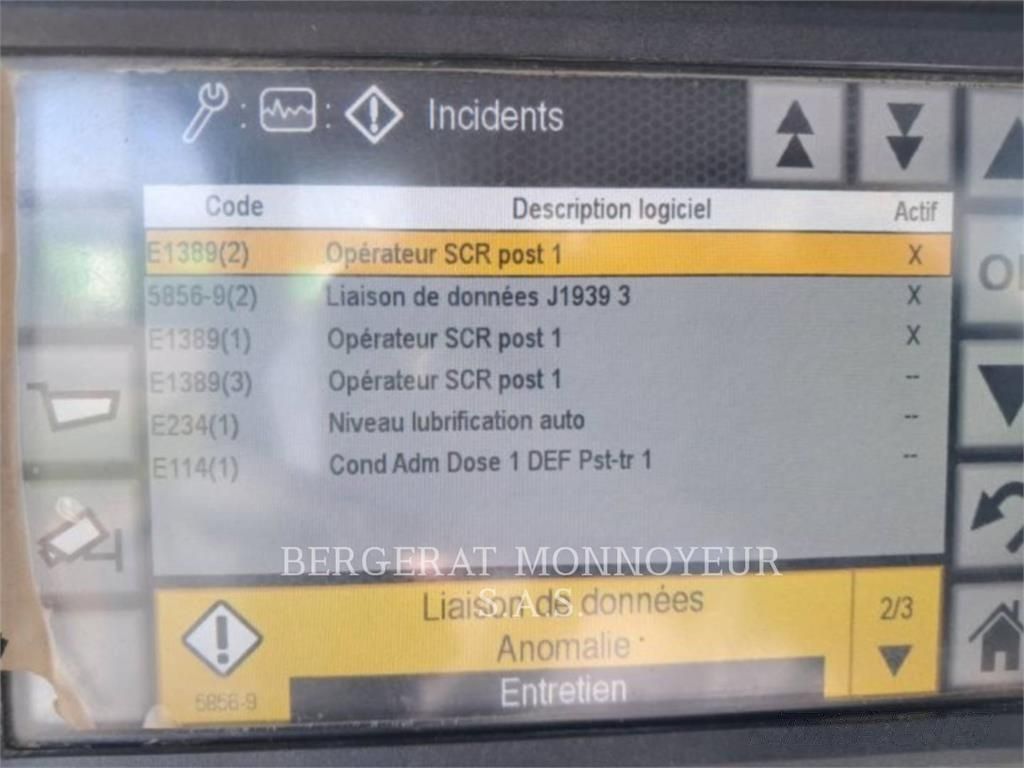 : : Incidents
Code Description logiciel Actif
E1389(2) Opérateur SCR post 1 X
5856-9(2) Liaison de données J1939 3 X
E1389(1) Opérateur SCR post 1 X
E1389(3) Opérateur SCR post 1 --
E234(1) Niveau lubrification auto --
E114(1) Cond Adm Dose 1 DEF Pst-tr 1 --
BERGERAT MONNOYEUR
S.A.S.
Liaison de données 2/3
Anomalie
5856-9 Entretien